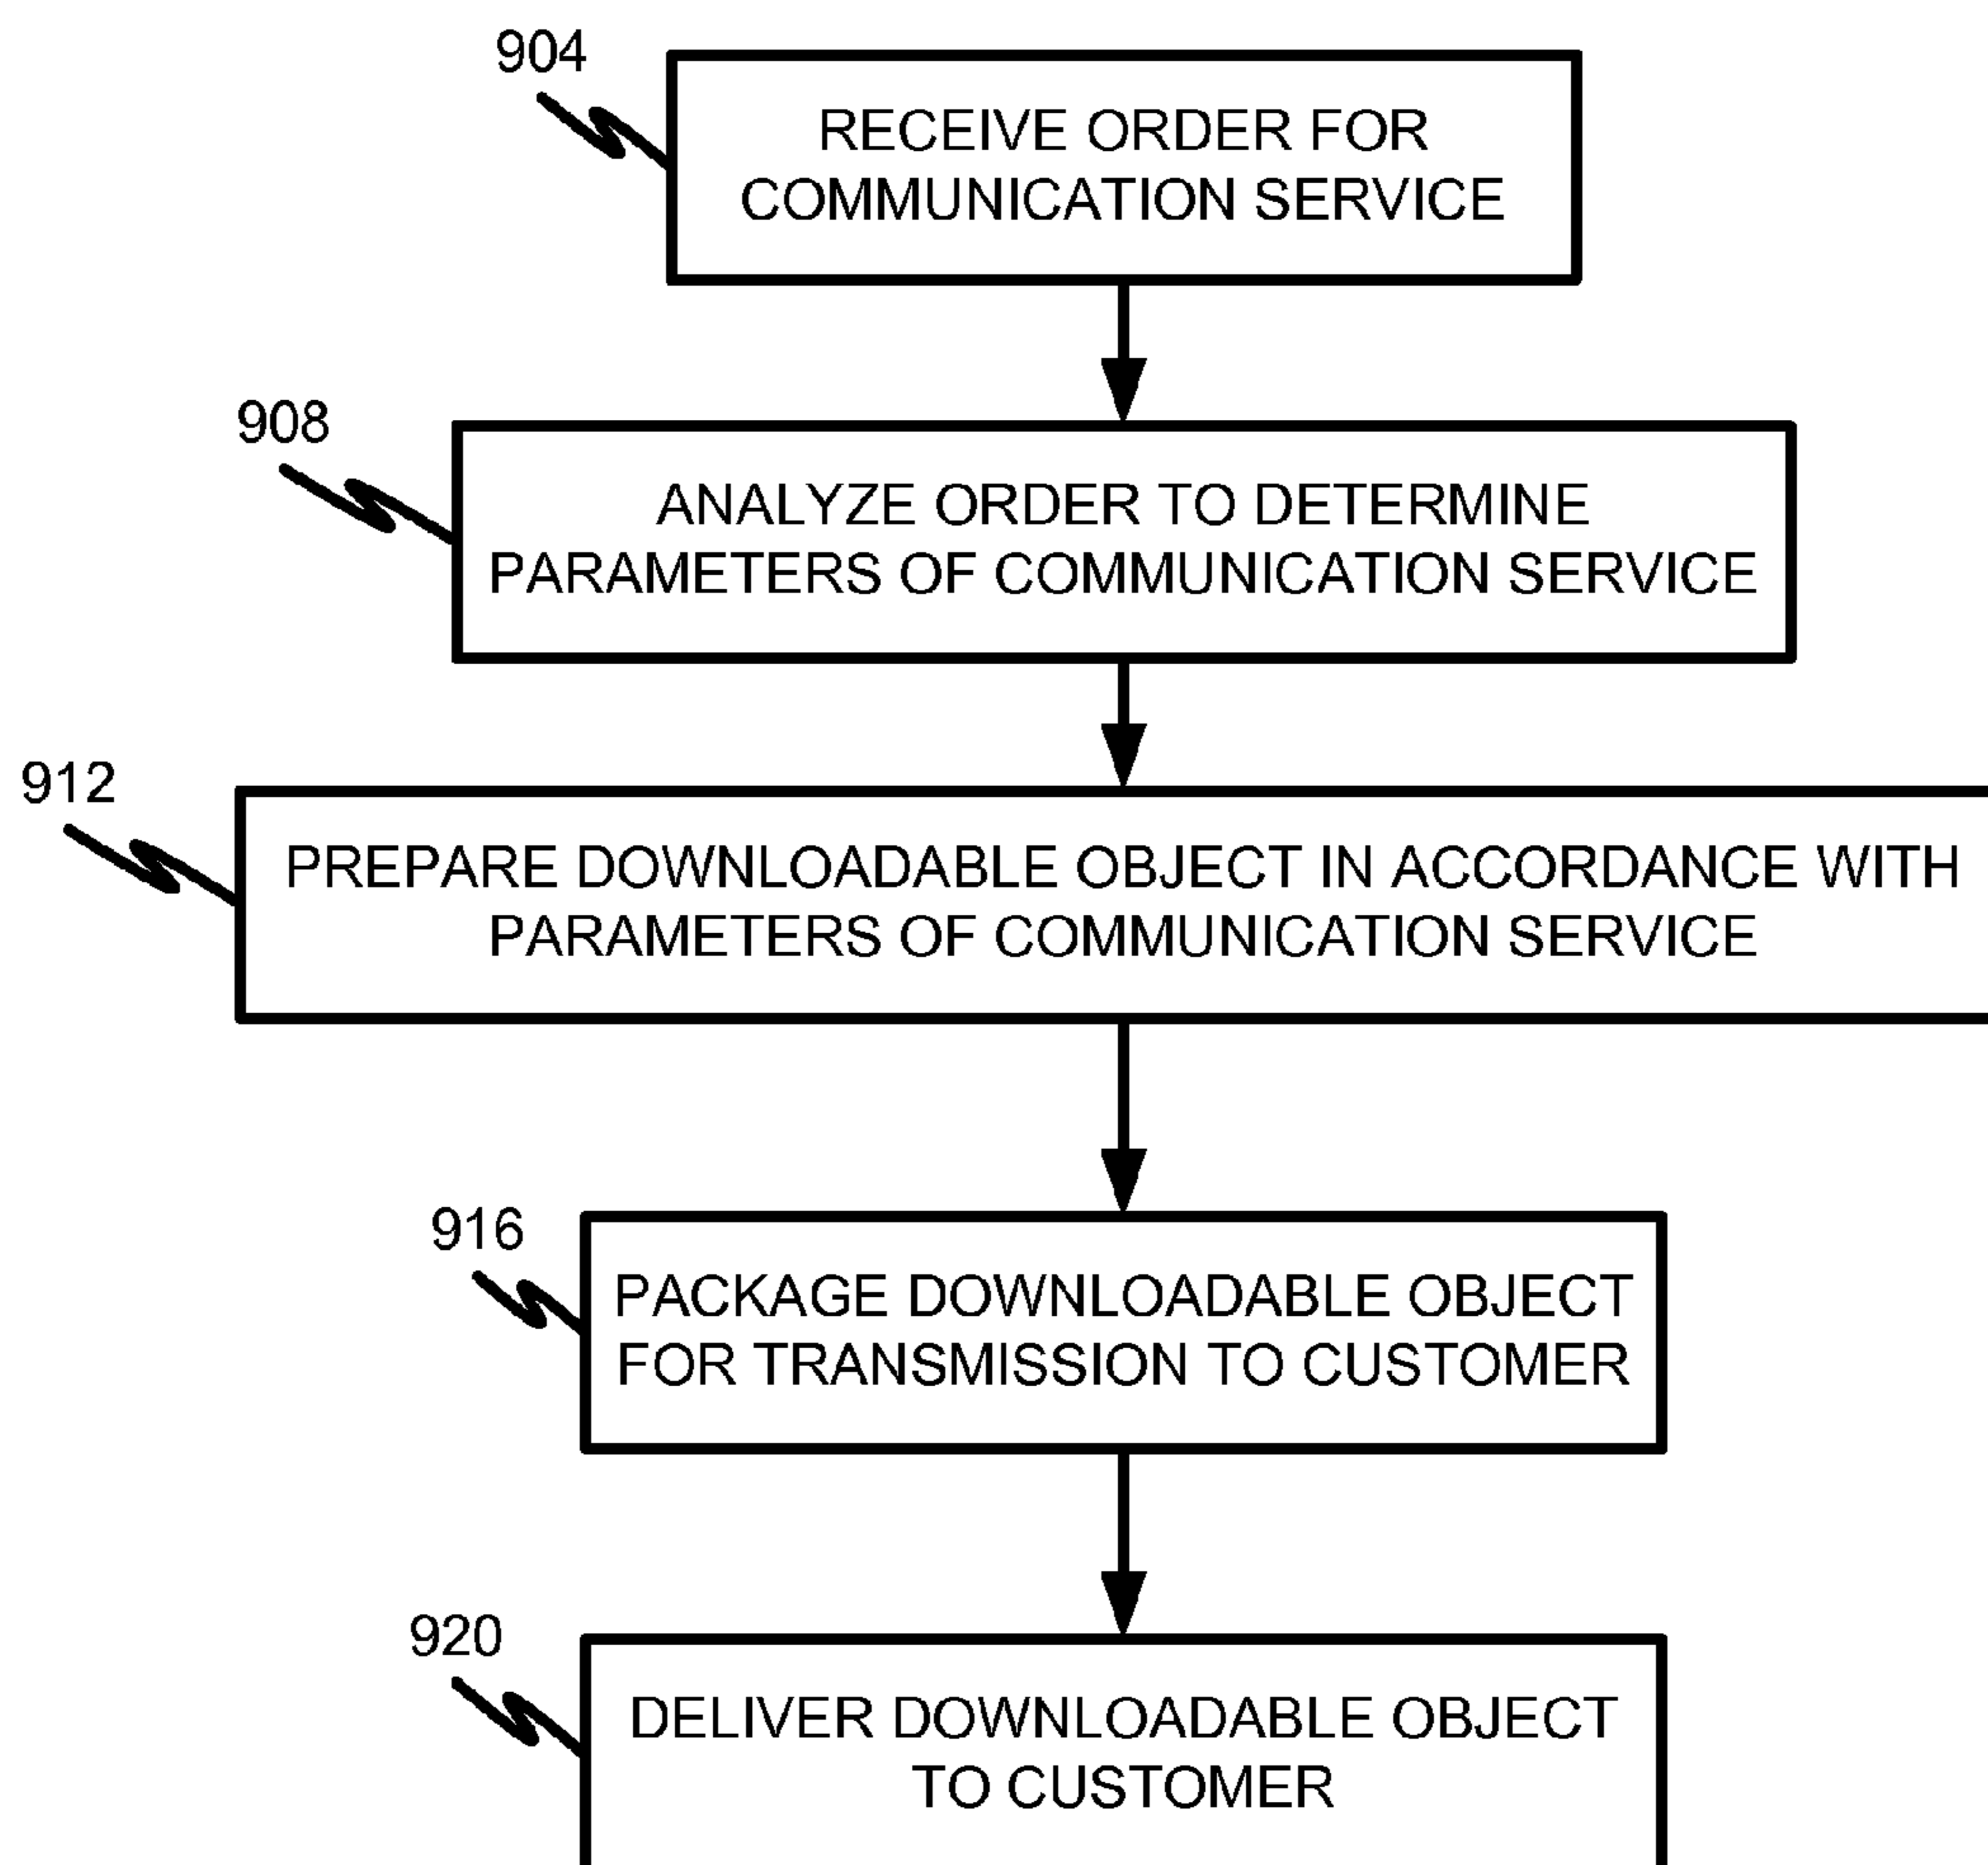 904
RECEIVE ORDER FOR
COMMUNICATION SERVICE
908
ANALYZE ORDER TO DETERMINE
PARAMETERS OF COMMUNICATION SERVICE
912
PREPARE DOWNLOADABLE OBJECT IN ACCORDANCE WITH
PARAMETERS OF COMMUNICATION SERVICE
916
PACKAGE DOWNLOADABLE OBJECT
FOR TRANSMISSION TO CUSTOMER
920
DELIVER DOWNLOADABLE OBJECT
TO CUSTOMER